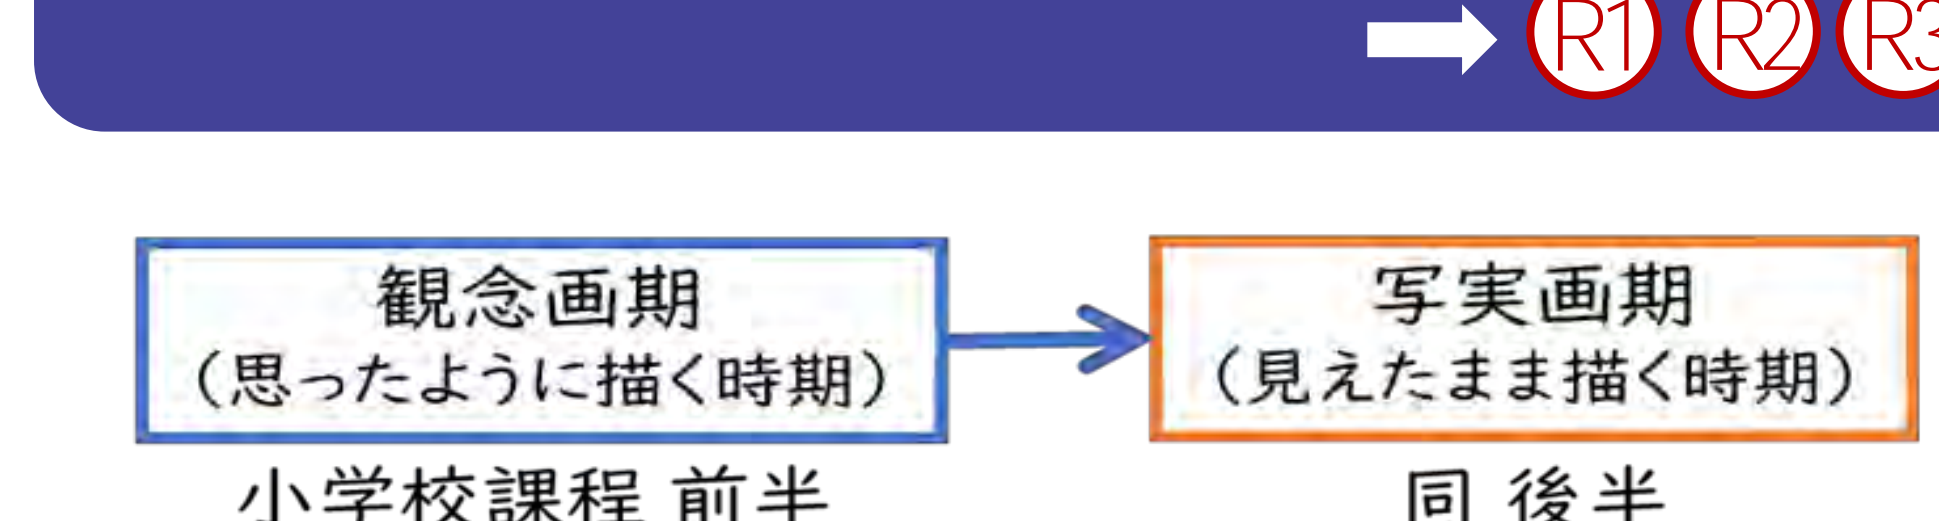 R1 R2 R3
観念画期
（思ったように描く時期）
写実画期
（見えたまま描く時期）
小学校課程 前半
同 後半